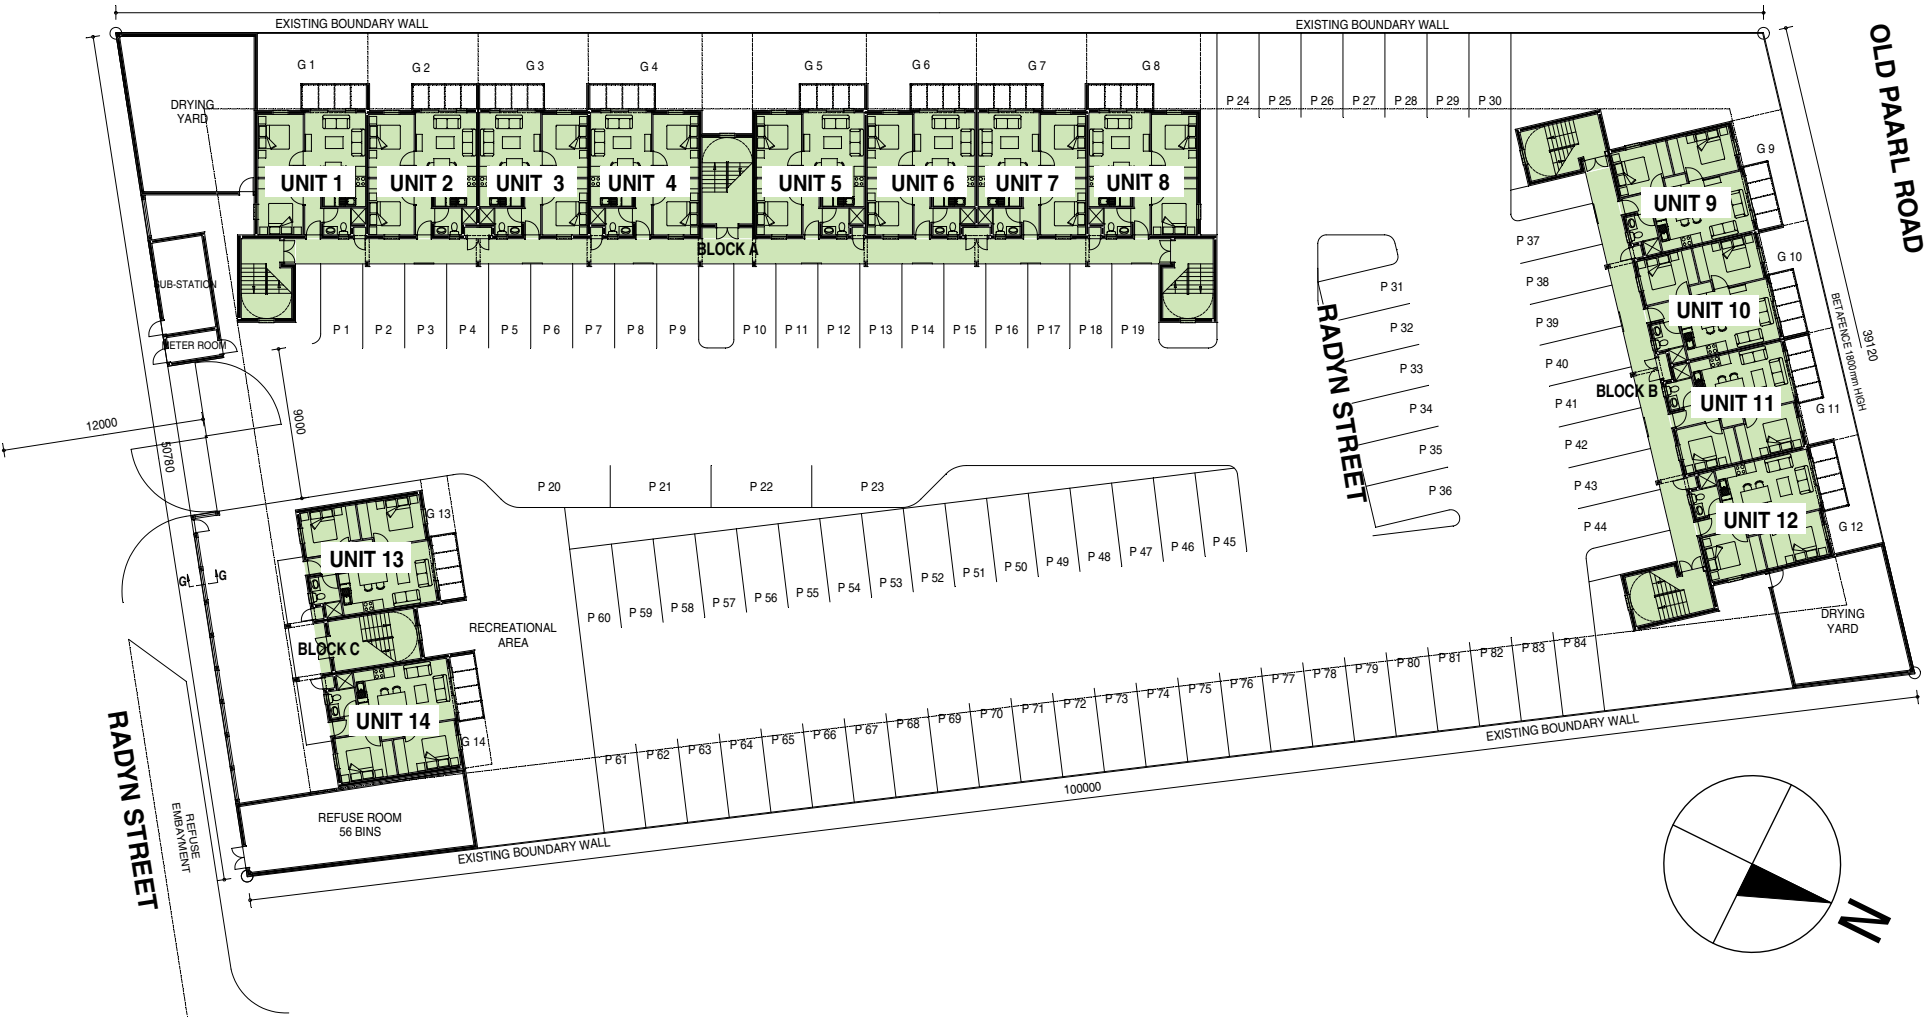 EXISTING BOUNDARY WALL
EXISTING BOUNDARY WALL
OLD PAARL ROAD
G 1
G 2
G 3
G 4
G 5
G 6
G 7
G 8
DRYING
YARD
P 24
P 25
P 26
P 27
P 28
P 29
P 30
UNIT 1
UNIT 2
UNIT 3
UNIT 4
UNIT 5
UNIT 6
UNIT 7
UNIT 8
BLOCK A
G 9
UNIT 9
G 10
UNIT 10
BETAFENCE 1800mm HIGH
39120
UNIT 11
G 11
BLOCK B
UNIT 12
G 12
DRYING
YARD
SUB-STATION
METER ROOM
P 1
P 2
P 3
P 4
P 5
P 6
P 7
P 8
P 9
P 10
P 11
P 12
P 13
P 14
P 15
P 16
P 17
P 18
P 19
P 31
P 32
P 33
P 34
P 35
P 36
RADYN STREET
P 37
P 38
P 39
P 40
P 41
P 42
P 43
P 44
12000
50780
9000
P 20
P 21
P 22
P 23
G 13
UNIT 13
G
G
BLOCK C
UNIT 14
G 14
RECREATIONAL
AREA
P 60
P 59
P 58
P 57
P 56
P 55
P 54
P 53
P 52
P 51
P 50
P 49
P 48
P 47
P 46
P 45
P 61
P 62
P 63
P 64
P 65
P 66
P 67
P 68
P 69
P 70
P 71
P 72
P 73
P 74
P 75
P 76
P 77
P 78
P 79
P 80
P 81
P 82
P 83
P 84
EXISTING BOUNDARY WALL
100000
RADYN STREET
REFUSE
EMBAYMENT
REFUSE ROOM
56 BINS
EXISTING BOUNDARY WALL
N